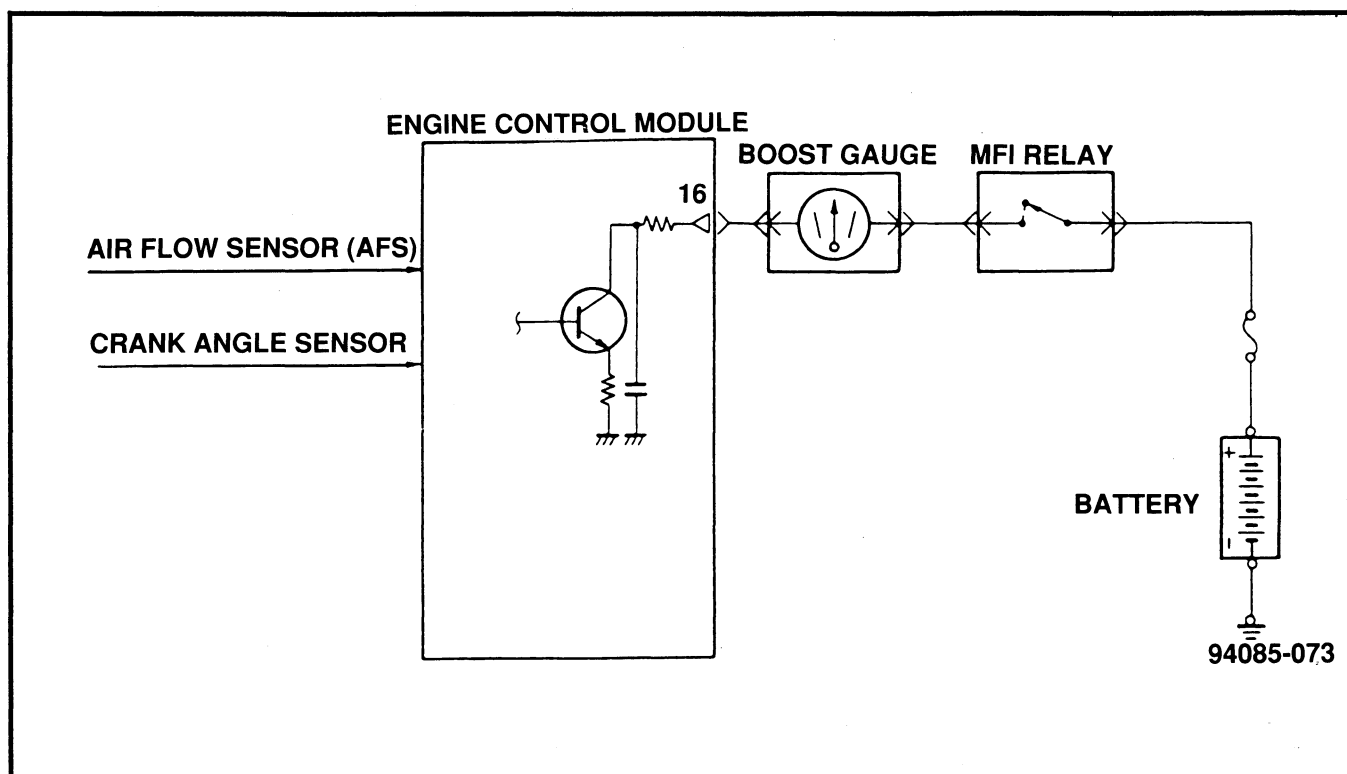 ENGINE CONTROL MODULE
BOOST GAUGE
MFI RELAY
16
AIR FLOW SENSOR (AFS)
CRANK ANGLE SENSOR
+
BATTERY
-
94085-073